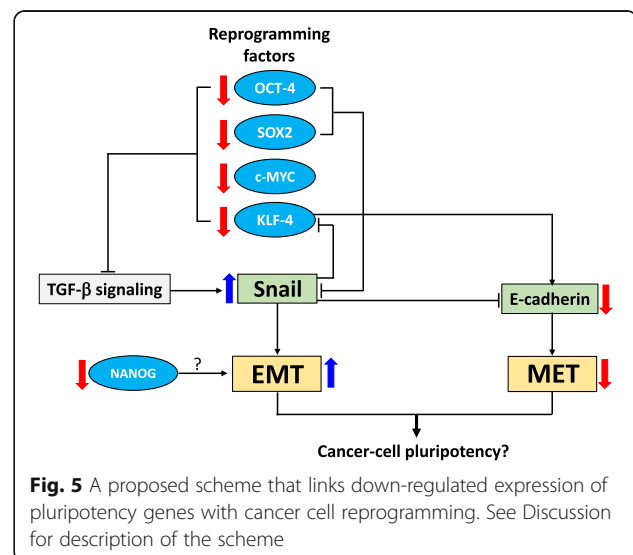 Reprogramming
factors
OCT-4
SOX2
c-MYC
KLF-4
TGF-β signaling
Snail
E-cadherin
NANOG
?
EMT
MET
Cancer-cell pluripotency?
Fig. 5 A proposed scheme that links down-regulated expression of
pluripotency genes with cancer cell reprogramming. See Discussion
for description of the scheme